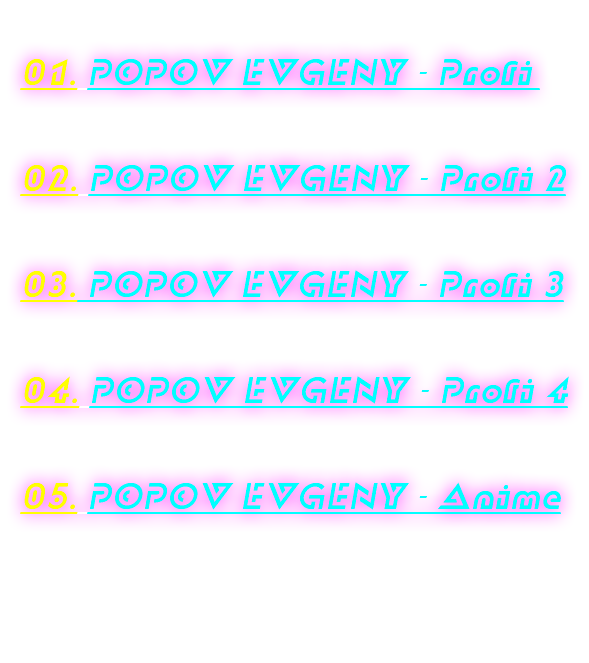 01. POPOV EVGENY - Profi
02. POPOV EVGENY - Profi 2
03. POPOV EVGENY - Profi 3
04. POPOV EVGENY - Profi 4
05. POPOV EVGENY - Anime